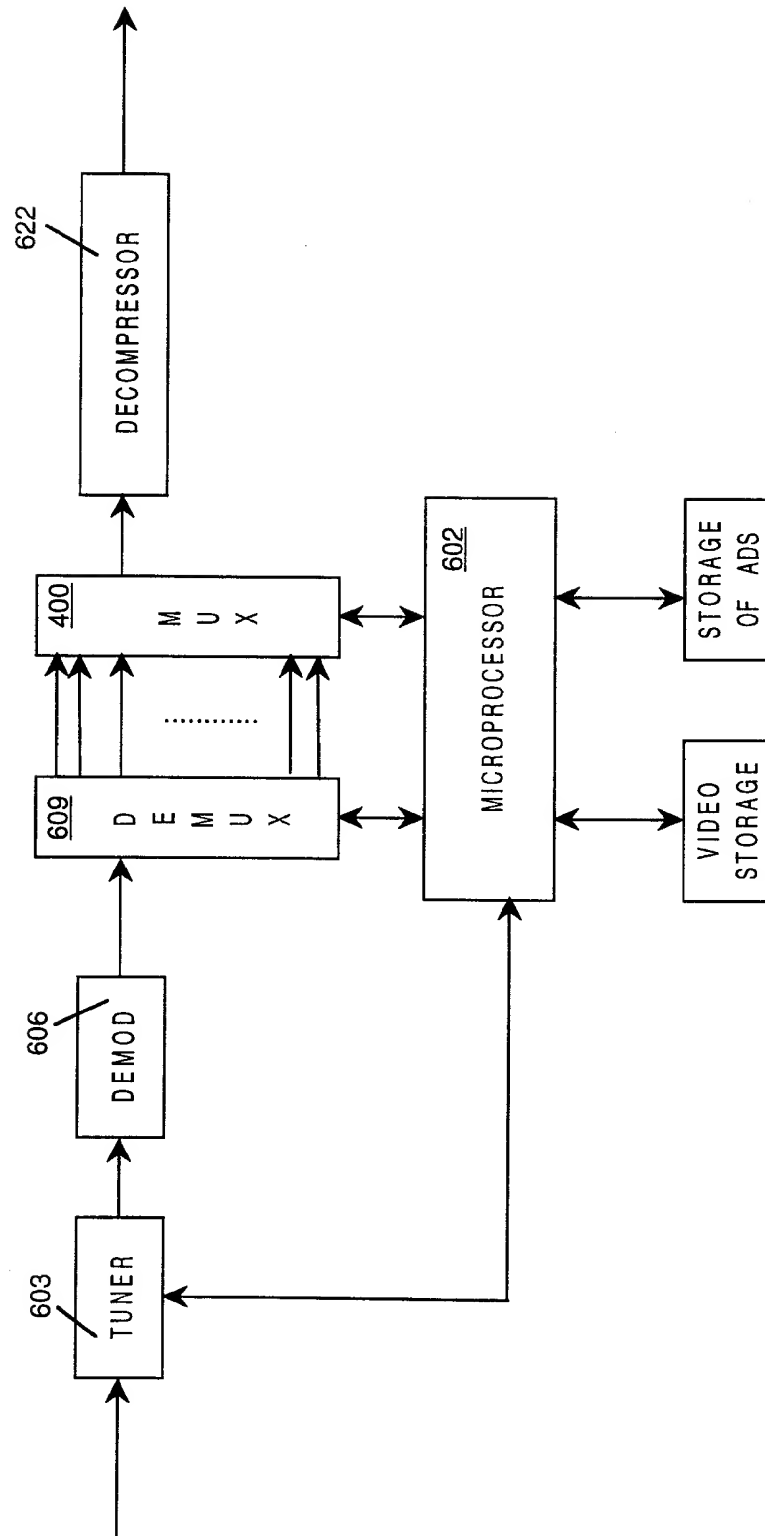 603
TUNER
606
DEMOD
609
DEMUX
400
MUX
622
DECOMPRESSOR
602
MICROPROCESSOR
VIDEO
STORAGE
STORAGE
OF ADS